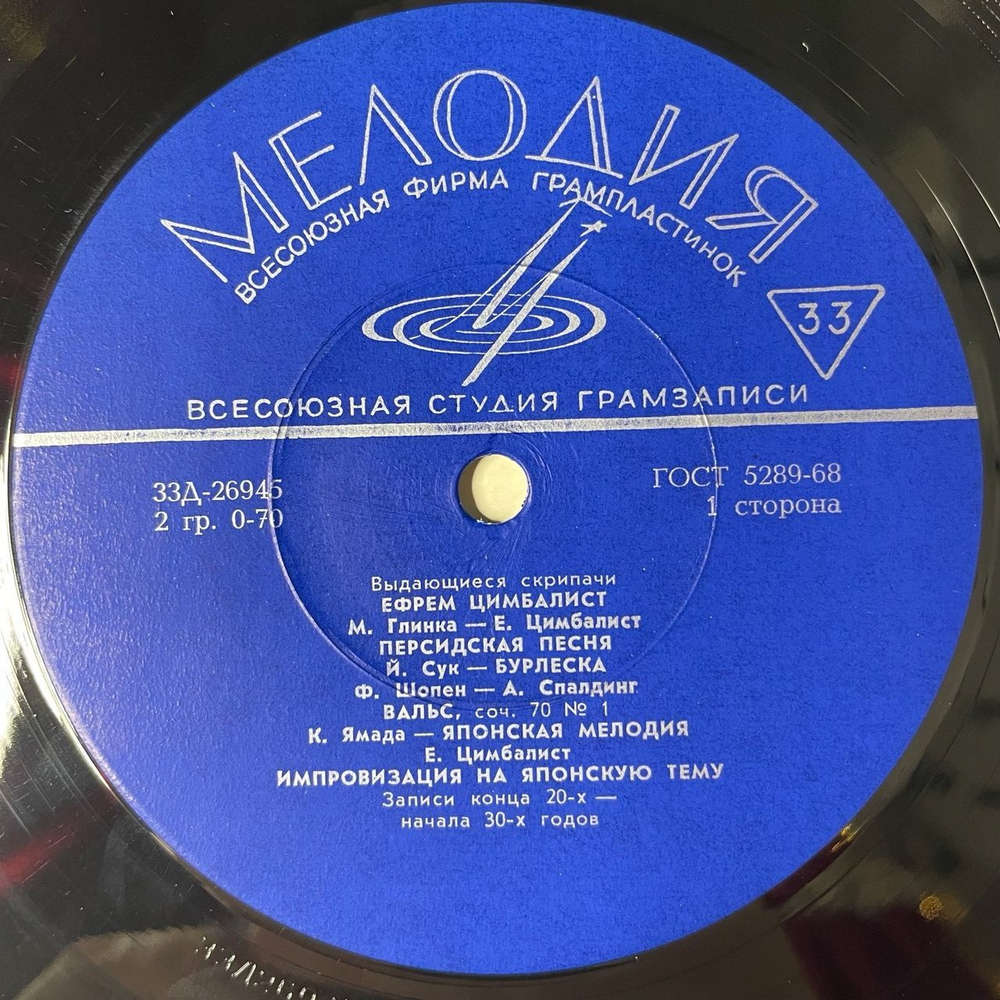 МЕЛОДИЯ
ВСЕСОЮЗНАЯ ФИРМА ГРАМПЛАСТИНОК
33
ВСЕСОЮЗНАЯ СТУДИЯ ГРАМЗАПИСИ
33Д-26945
2 гр. 0-70
ГОСТ 5289-68
1 сторона
Выдающиеся скрипачи
ЕФРЕМ ЦИМБАЛИСТ
М. Глинка — Е. Цимбалист
ПЕРСИДСКАЯ ПЕСНЯ
Й. Сук — БУРЛЕСКА
Ф. Шопен — А. Спалдинг
ВАЛЬС, соч. 70 № 1
К. Ямада — ЯПОНСКАЯ МЕЛОДИЯ
Е. Цимбалист
ИМПРОВИЗАЦИЯ НА ЯПОНСКУЮ ТЕМУ
Записи конца 20-х —
начала 30-х годов